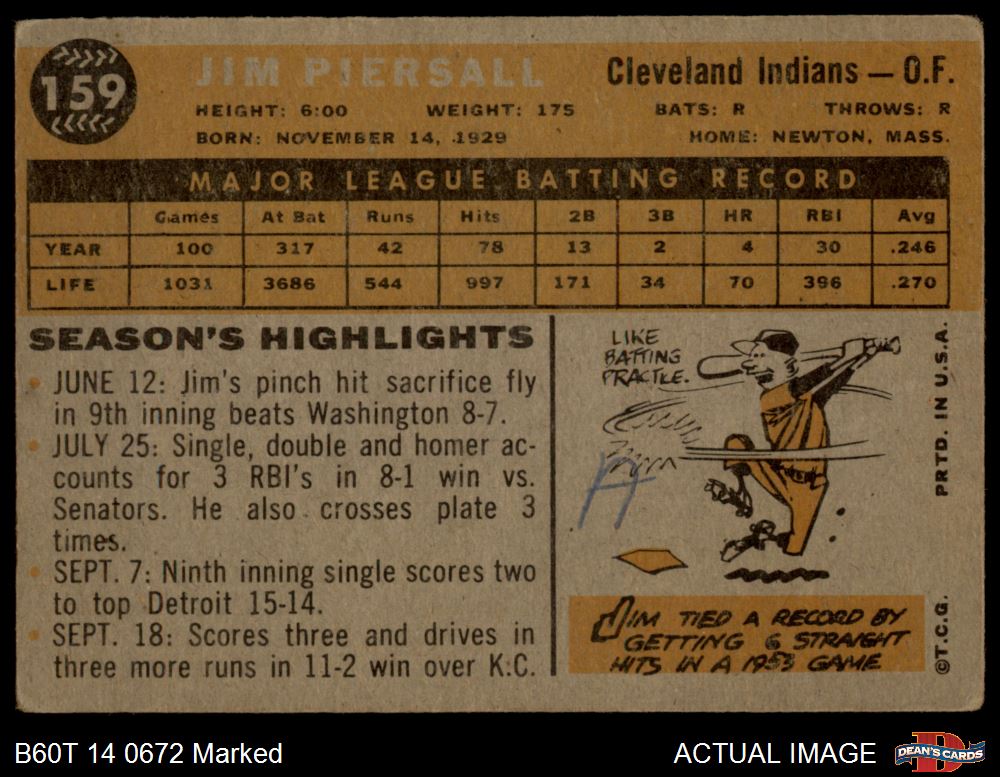 159
JIM PIERSALL
Cleveland Indians — O.F.
HEIGHT: 6:00 WEIGHT: 175 BATS: R THROWS: R
BORN: NOVEMBER 14, 1929 HOME: NEWTON, MASS.
MAJOR LEAGUE BATTING RECORD
Games At Bat Runs Hits 2B 3B HR RBI Avg
YEAR 100 317 42 78 13 2 4 30 .246
LIFE 1031 3686 544 997 171 34 70 396 .270
SEASON'S HIGHLIGHTS
• JUNE 12: Jim's pinch hit sacrifice fly
in 9th inning beats Washington 8-7.
• JULY 25: Single, double and homer ac-
counts for 3 RBI's in 8-1 win vs.
Senators. He also crosses plate 3
times.
• SEPT. 7: Ninth inning single scores two
to top Detroit 15-14.
• SEPT. 18: Scores three and drives in
three more runs in 11-2 win over K.C.
LIKE
BATTING
PRACTICE.
JIM TIED A RECORD BY
GETTING 6 STRAIGHT
HITS IN A 1953 GAME
©T.C.G. PRTD. IN U.S.A.
B60T 14 0672 Marked
ACTUAL IMAGE
DEAN'S CARDS